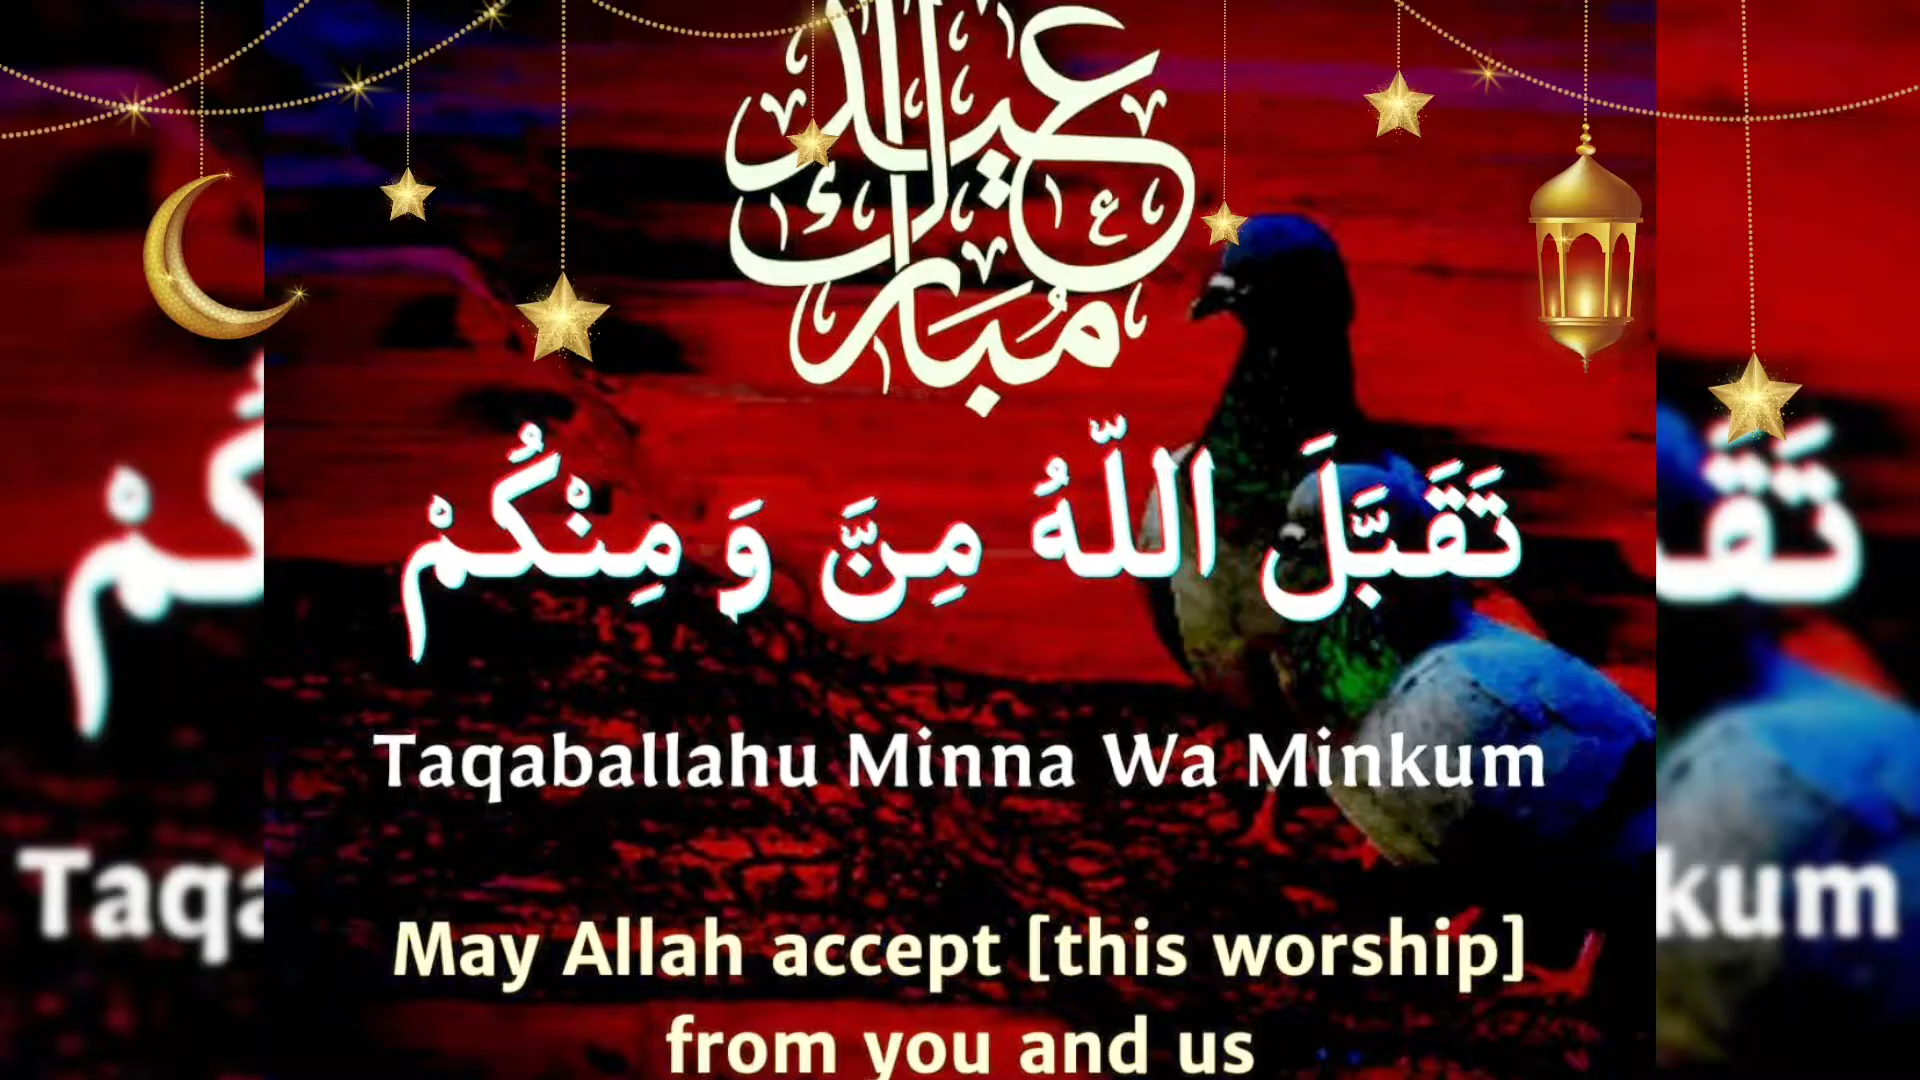 عيد
مبارك
تَقَبَّلَ اللّهُ مِنَّ وَ مِنْكُمْ
Taqaballahu Minna Wa Minkum
May Allah accept [this worship]
from you and us